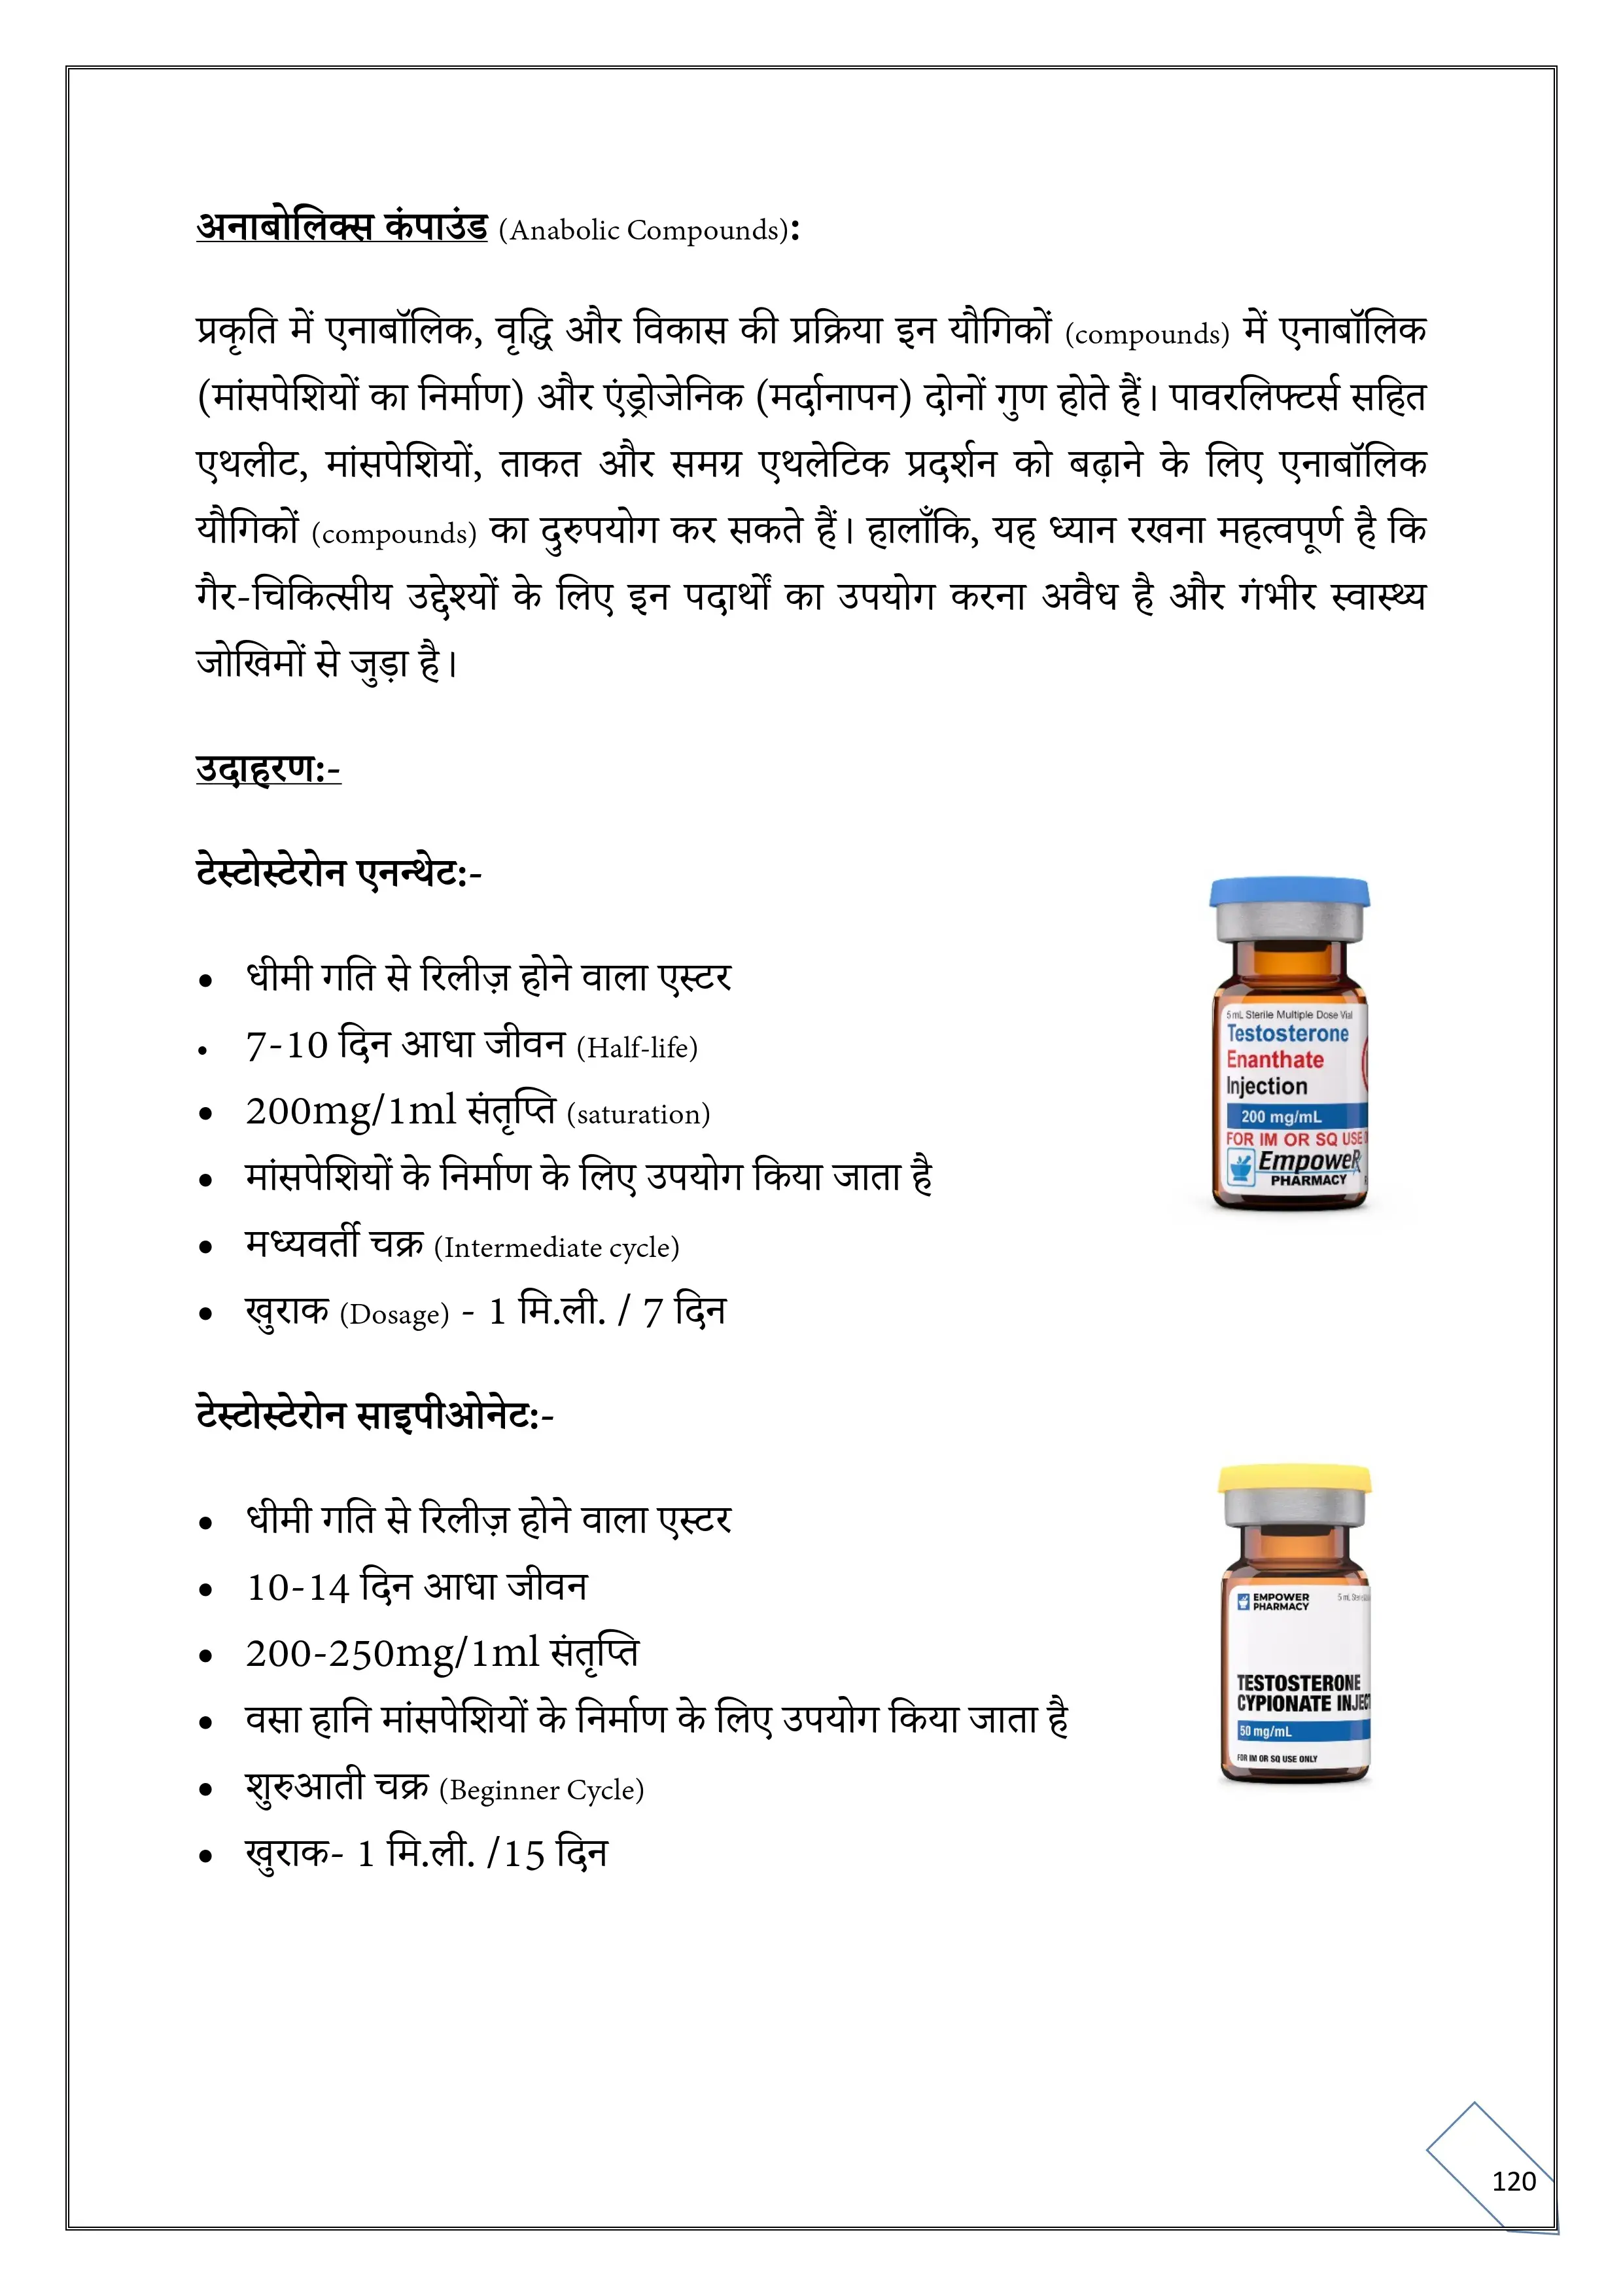 अनाबोलिक्स कंपाउंड (Anabolic Compounds):
प्रकृति में एनाबॉलिक, वृद्धि और विकास की प्रक्रिया इन यौगिकों (compounds) में एनाबॉलिक
(मांसपेशियों का निर्माण) और एंड्रोजेनिक (मर्दानापन) दोनों गुण होते हैं। पावरलिफ्टर्स सहित
एथलीट, मांसपेशियों, ताकत और समग्र एथलेटिक प्रदर्शन को बढ़ाने के लिए एनाबॉलिक
यौगिकों (compounds) का दुरुपयोग कर सकते हैं। हालाँकि, यह ध्यान रखना महत्वपूर्ण है कि
गैर-चिकित्सीय उद्देश्यों के लिए इन पदार्थों का उपयोग करना अवैध है और गंभीर स्वास्थ्य
जोखिमों से जुड़ा है।
उदाहरण:-
टेस्टोस्टेरोन एनन्थेट:-
• धीमी गति से रिलीज़ होने वाला एस्टर
• 7-10 दिन आधा जीवन (Half-life)
• 200mg/1ml संतृप्ति (saturation)
• मांसपेशियों के निर्माण के लिए उपयोग किया जाता है
• मध्यवर्ती चक्र (Intermediate cycle)
• खुराक (Dosage) - 1 मि.ली. / 7 दिन
5 mL Sterile Multiple Dose Vial
Testosterone
Enanthate
Injection
200 mg/mL
FOR IM OR SQ USE
EmpoweR
PHARMACY
टेस्टोस्टेरोन साइपीओनेट:-
• धीमी गति से रिलीज़ होने वाला एस्टर
• 10-14 दिन आधा जीवन
• 200-250mg/1ml संतृप्ति
• वसा हानि मांसपेशियों के निर्माण के लिए उपयोग किया जाता है
• शुरुआती चक्र (Beginner Cycle)
• खुराक- 1 मि.ली. /15 दिन
EMPOWER
PHARMACY
5 mL
TESTOSTERONE
CYPIONATE INJECT
50 mg/mL
FOR IM OR SQ USE ONLY
120